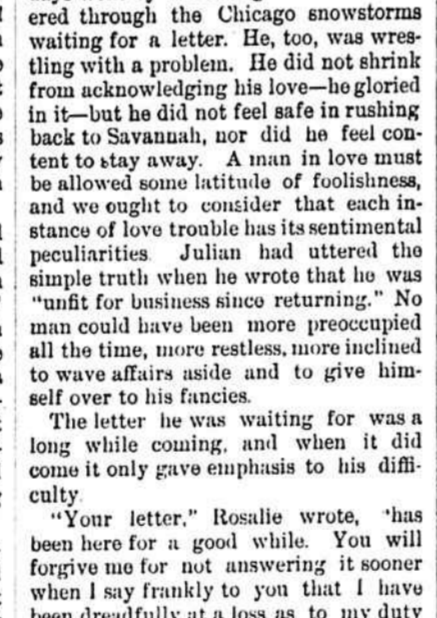 ered through the Chicago snowstorms
waiting for a letter. He, too, was wres-
tling with a problem. He did not shrink
from acknowledging his love—he gloried
in it—but he did not feel safe in rushing
back to Savannah, nor did he feel con-
tent to stay away. A man in love must
be allowed some latitude of foolishness,
and we ought to consider that each in-
stance of love trouble has its sentimental
peculiarities. Julian had uttered the
simple truth when he wrote that he was
"unfit for business since returning." No
man could have been more preoccupied
all the time, more restless, more inclined
to wave affairs aside and to give him-
self over to his fancies.
The letter he was waiting for was a
long while coming, and when it did
come it only gave emphasis to his diffi-
culty.
"Your letter," Rosalie wrote, 'has
been here for a good while. You will
forgive me for not answering it sooner
when I say frankly to you that I have
been dreadfully at a loss as to my duty